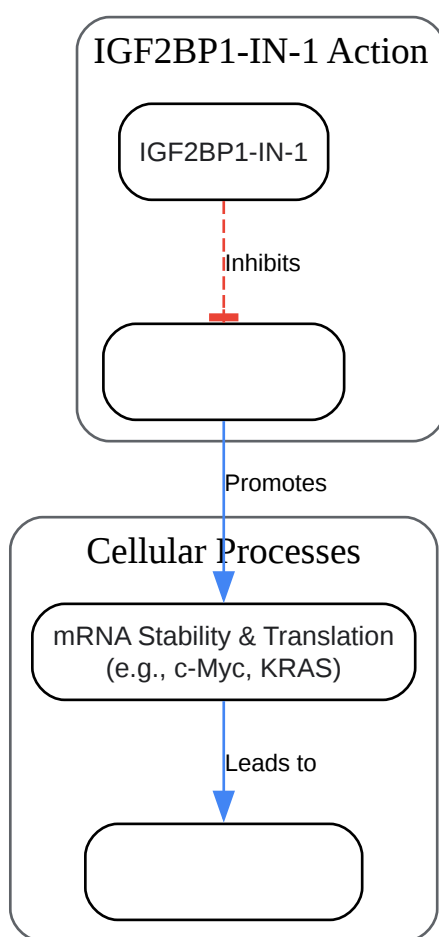 IGF2BP1-IN-1 Action
IGF2BP1-IN-1
Inhibits
Promotes
Cellular Processes
mRNA Stability & Translation
(e.g., c-Myc, KRAS)
Leads to